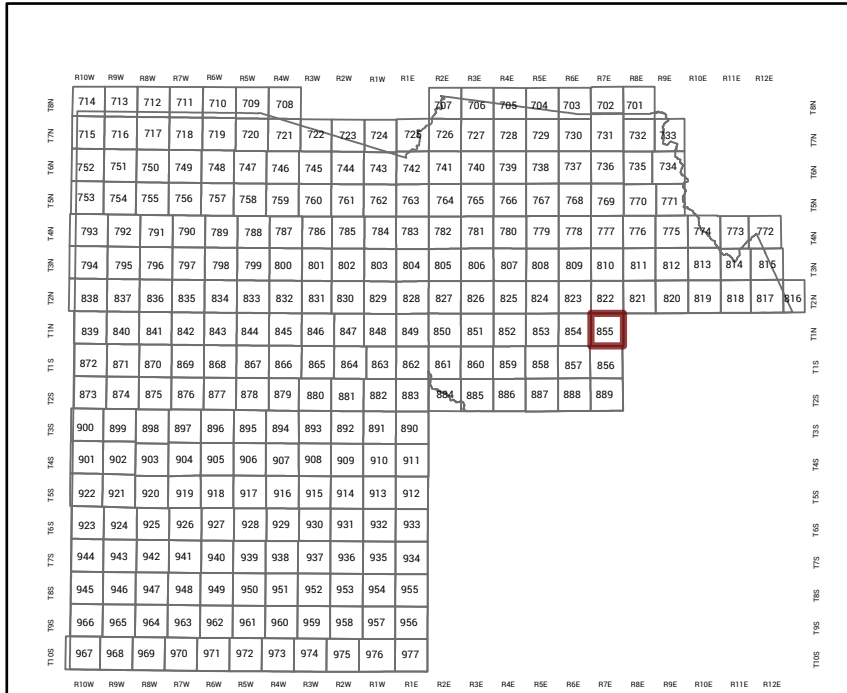 R10W R9W R8W R7W R6W R5W R4W R3W R2W R1W R1E R2E R3E R4E R5E R6E R7E R8E R9E R10E R11E R12E
T8N 714 713 712 711 710 709 708 707 706 705 704 703 702 701 T8N
T7N 715 716 717 718 719 720 721 722 723 724 725 726 727 728 729 730 731 732 733 T7N
T6N 752 751 750 749 748 747 746 745 744 743 742 741 740 739 738 737 736 735 734 T6N
T5N 753 754 755 756 757 758 759 760 761 762 763 764 765 766 767 768 769 770 771 T5N
T4N 793 792 791 790 789 788 787 786 785 784 783 782 781 780 779 778 777 776 775 774 773 772 T4N
T3N 794 795 796 797 798 799 800 801 802 803 804 805 806 807 808 809 810 811 812 813 814 815 T3N
T2N 838 837 836 835 834 833 832 831 830 829 828 827 826 825 824 823 822 821 820 819 818 817 816 T2N
T1N 839 840 841 842 843 844 845 846 847 848 849 850 851 852 853 854 855 T1N
T1S 872 871 870 869 868 867 866 865 864 863 862 861 860 859 858 857 856 T1S
T2S 873 874 875 876 877 878 879 880 881 882 883 884 885 886 887 888 889 T2S
T3S 900 899 898 897 896 895 894 893 892 891 890 T3S
T4S 901 902 903 904 905 906 907 908 909 910 911 T4S
T5S 922 921 920 919 918 917 916 915 914 913 912 T5S
T6S 923 924 925 926 927 928 929 930 931 932 933 T6S
T7S 944 943 942 941 940 939 938 937 936 935 934 T7S
T8S 945 946 947 948 949 950 951 952 953 954 955 T8S
T9S 966 965 964 963 962 961 960 959 958 957 956 T9S
T10S 967 968 969 970 971 972 973 974 975 976 977 T10S
R10W R9W R8W R7W R6W R5W R4W R3W R2W R1W R1E R2E R3E R4E R5E R6E R7E R8E R9E R10E R11E R12E